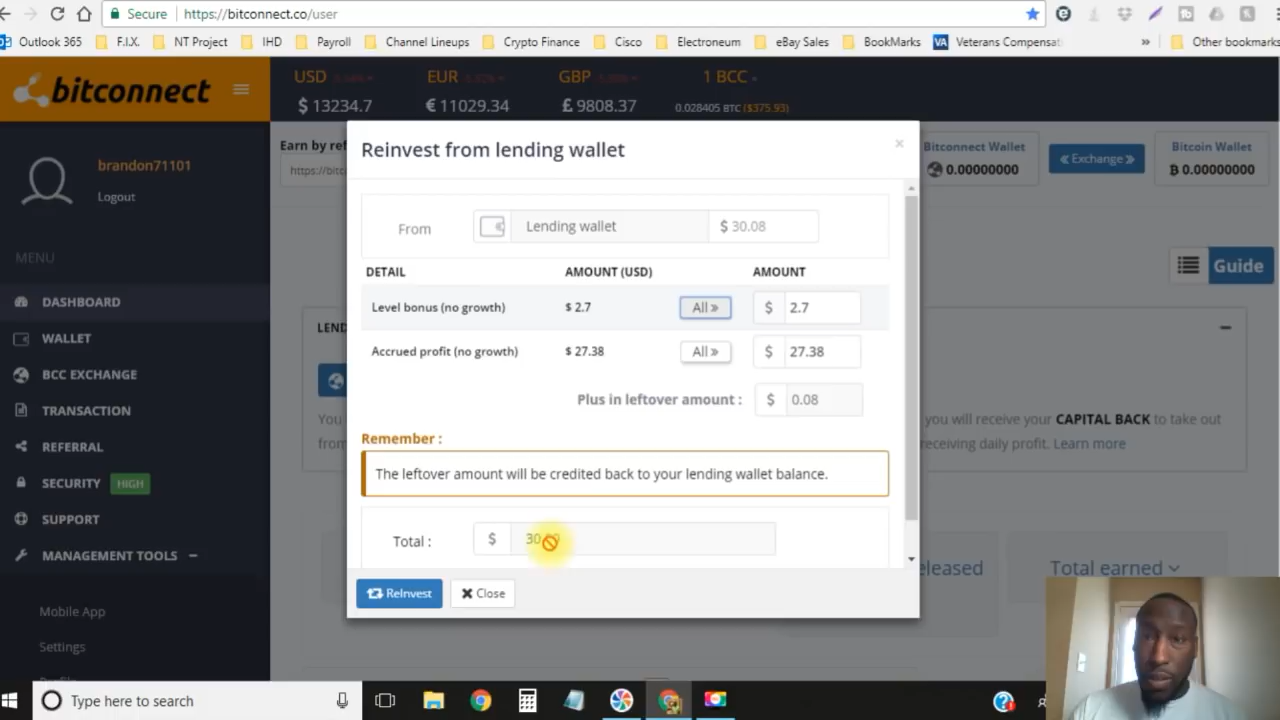 Secure
https://bitconnect.co/user
Outlook 365
F.I.X.
NT Project
IHD
Payroll
Channel Lineups
Crypto Finance
Cisco
Electroneum
eBay Sales
BookMarks
VA
»
Other bookmarks
bitconnect
USD
$ 13234.7
EUR
€ 11029.34
GBP
£ 9808.37
1 BCC
0.028405 BTC ($375.93)
brandon71101
Logout
Earn by
https://
Bitconnect Wallet
0.00000000
« Exchange »
Bitcoin Wallet
0.00000000
MENU
DASHBOARD
WALLET
BCC EXCHANGE
TRANSACTION
REFERRAL
SECURITY HIGH
SUPPORT
MANAGEMENT TOOLS
Mobile App
Settings
Guide
Reinvest from lending wallet
×
From
Lending wallet
$ 30.08
DETAIL AMOUNT (USD) AMOUNT
Level bonus (no growth) $ 2.7 All » $ 2.7
Accrued profit (no growth) $ 27.38 All » $ 27.38
Plus in leftover amount : $ 0.08
Remember :
The leftover amount will be credited back to your lending wallet balance.
Total : $
ReInvest
Close
You
from
you will receive your CAPITAL BACK to take out
receiving daily profit. Learn more
Total earned
Type here to search